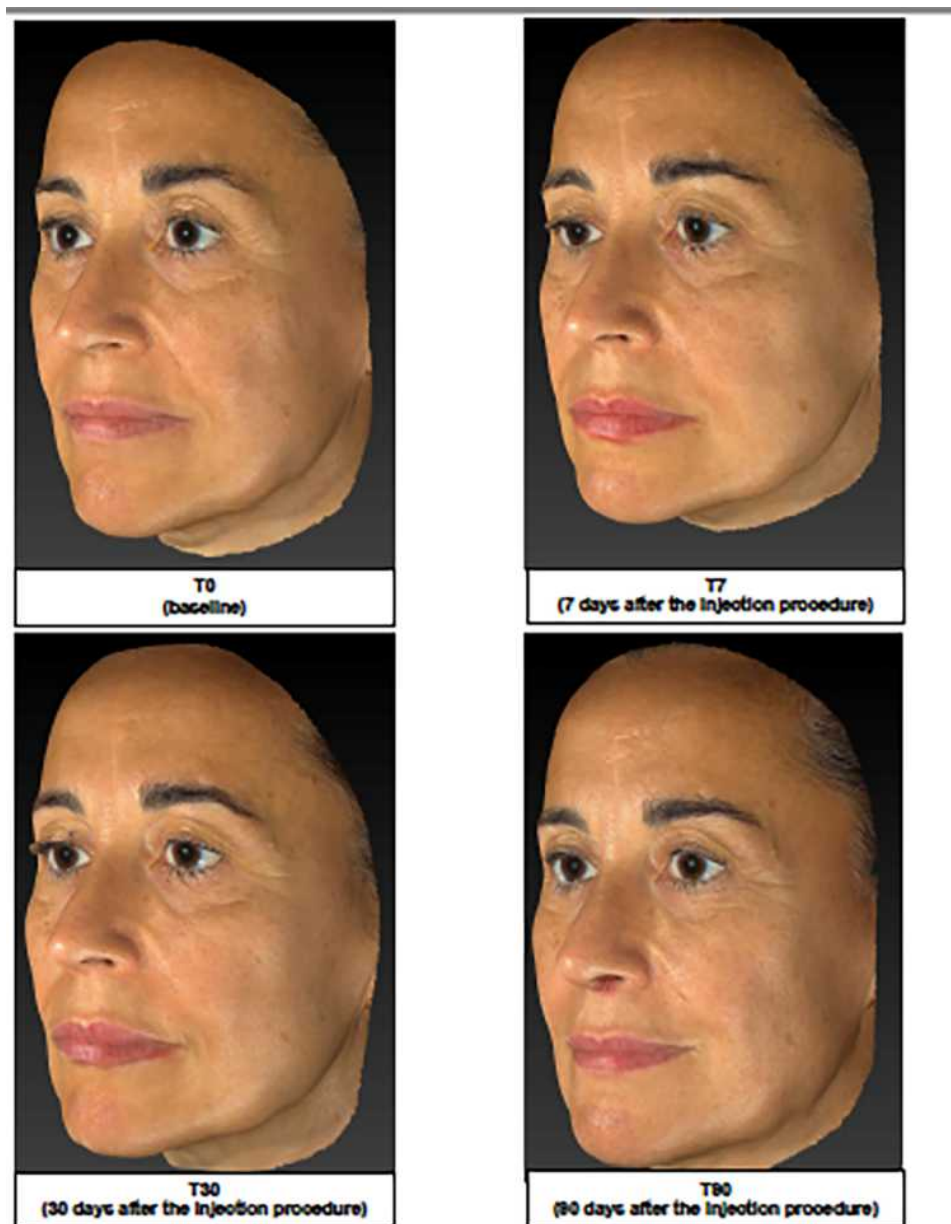 T0
(baseline)
T7
(7 days after the injection procedure)
T30
(30 days after the injection procedure)
T90
(90 days after the injection procedure)